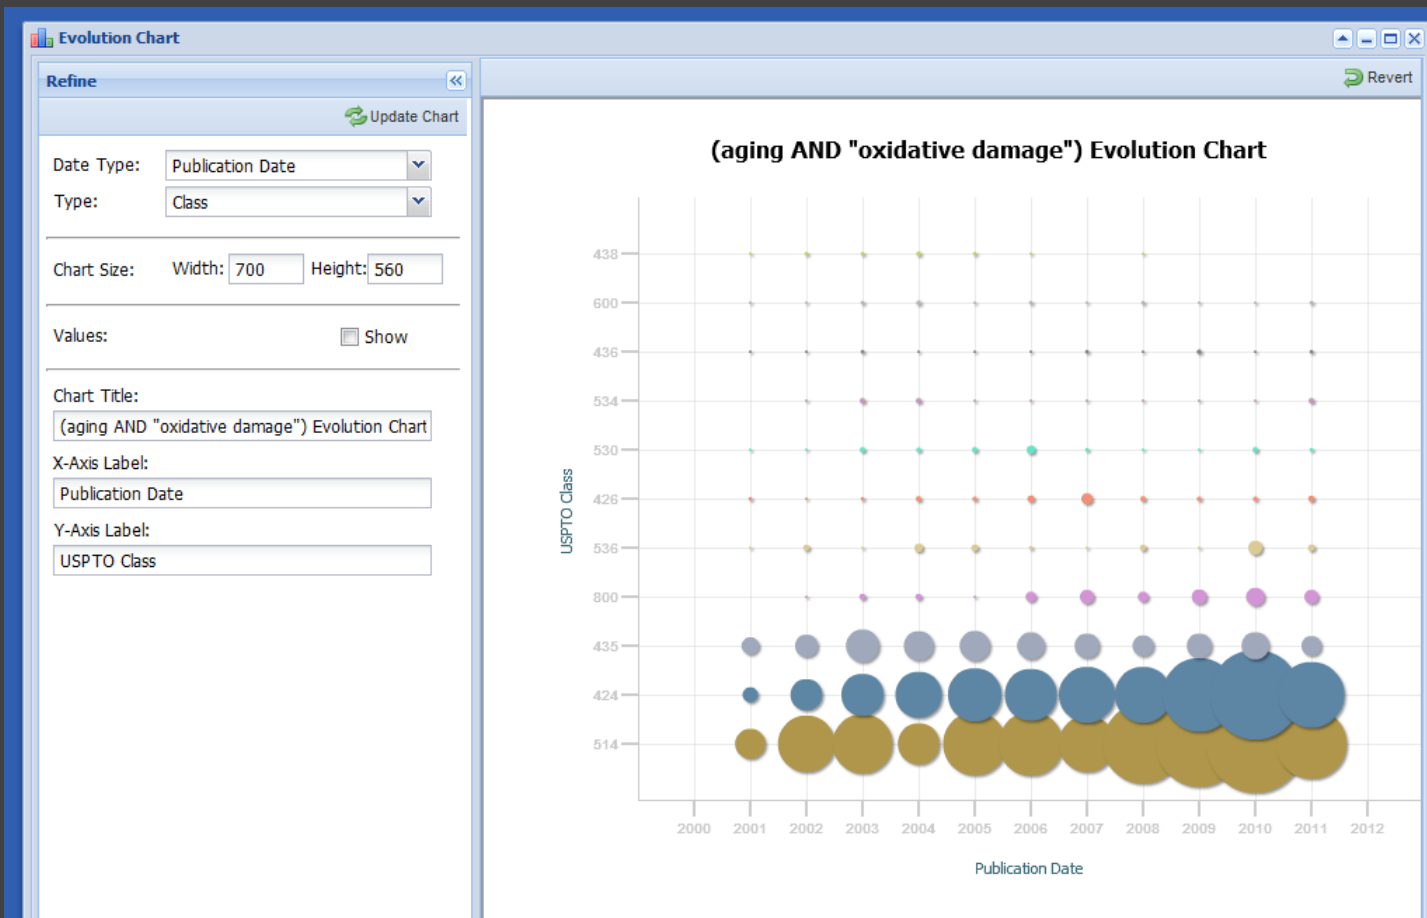 Evolution Chart
Refine
Update Chart
Date Type: Publication Date
Type: Class
Chart Size: Width: 700 Height: 560
Values: Show
Chart Title:
(aging AND "oxidative damage") Evolution Chart
X-Axis Label:
Publication Date
Y-Axis Label:
USPTO Class
Revert
(aging AND "oxidative damage") Evolution Chart
USPTO Class
438
600
436
534
530
426
536
800
435
424
514
2000 2001 2002 2003 2004 2005 2006 2007 2008 2009 2010 2011 2012
Publication Date